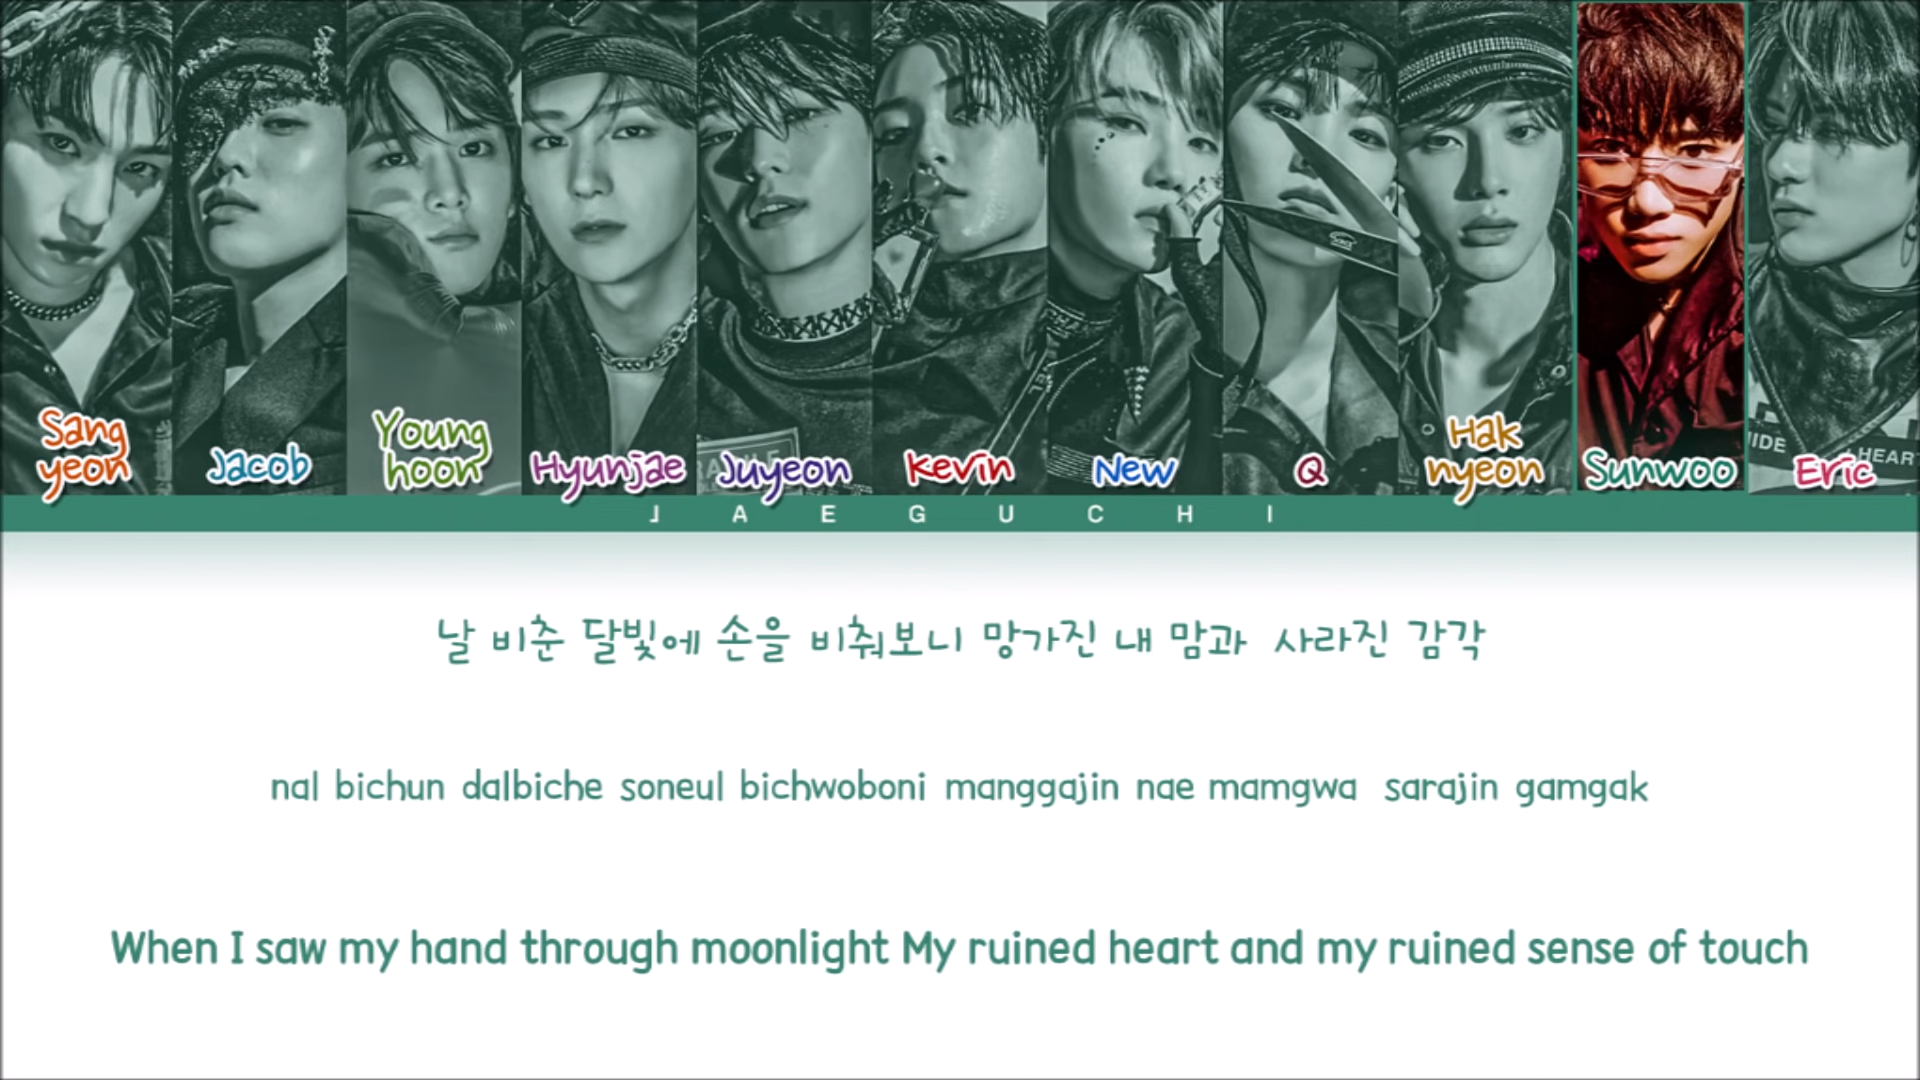 Sang
yeon
Jacob
Young
hoon
Hyunjae
Juyeon
Kevin
New
Q
Hak
nyeon
Sunwoo
Eric
IDE
HEAR
JAEGUCHI
날 비춘 달빛에 손을 비춰보니 망가진 내 맘과 사라진 감각
nal bichun dalbiche soneul bichwoboni manggajin nae mamgwa sarajin gamgak
When I saw my hand through moonlight My ruined heart and my ruined sense of touch